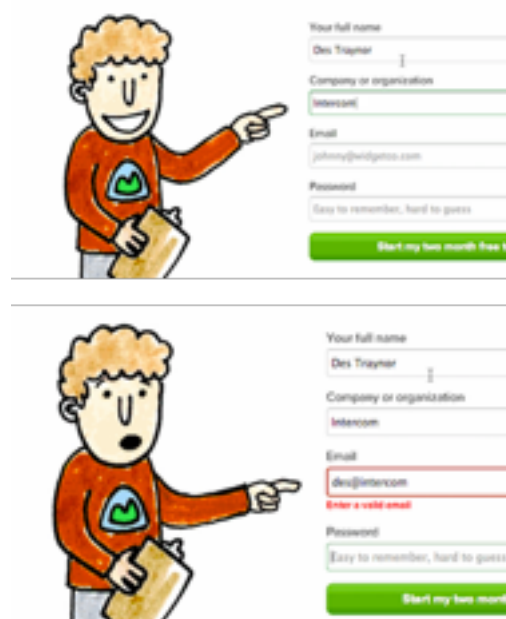 Your full name
Des Traynor
Company or organization
Intercom
Email
johnny@widgetco.com
Password
Easy to remember, hard to guess
Start my two month free
Your full name
Des Traynor
Company or organization
Intercom
Email
des@intercom
Enter a valid email
Password
Easy to remember, hard to guess
Start my two mont